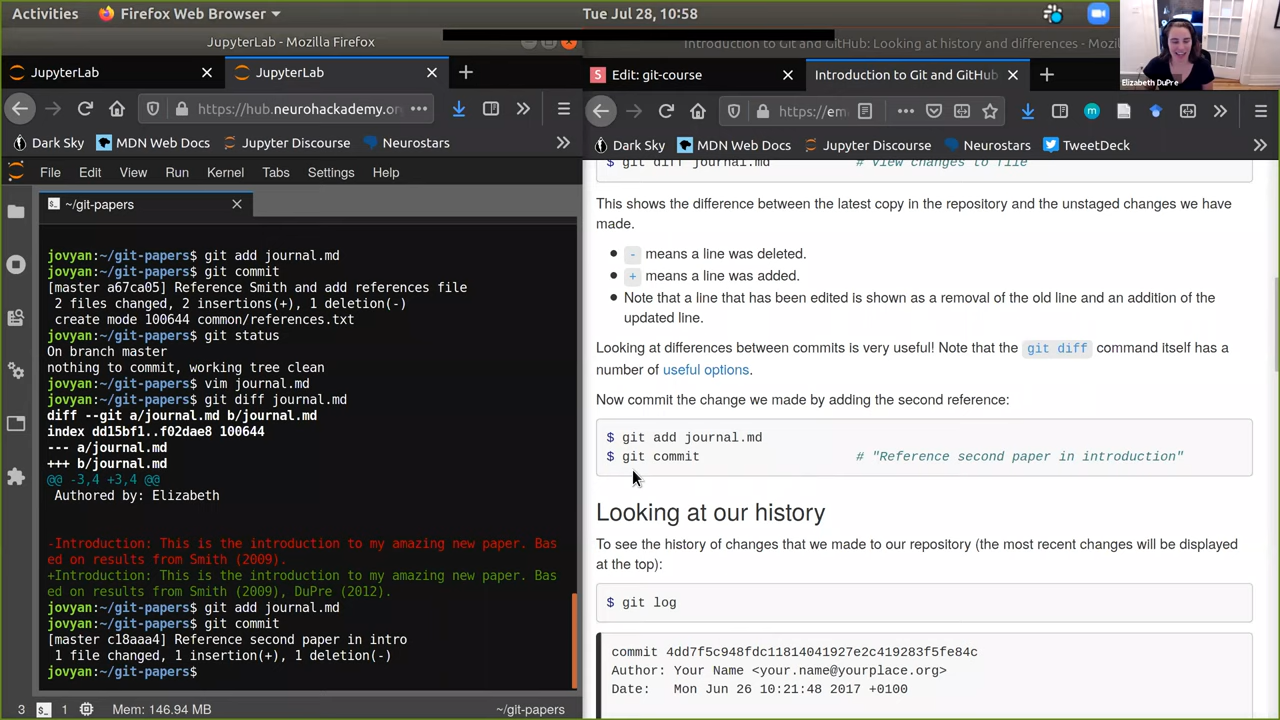 Activities
Firefox Web Browser
Tue Jul 28, 10:58
JupyterLab - Mozilla Firefox
JupyterLab
JupyterLab
https://hub.neurohackademy.org
Dark Sky
MDN Web Docs
Jupyter Discourse
Neurostars
File
Edit
View
Run
Kernel
Tabs
Settings
Help
~/git-papers
jovyan:~/git-papers$ git add journal.md
jovyan:~/git-papers$ git commit
[master a67ca05] Reference Smith and add references file
2 files changed, 2 insertions(+), 1 deletion(-)
create mode 100644 common/references.txt
jovyan:~/git-papers$ git status
On branch master
nothing to commit, working tree clean
jovyan:~/git-papers$ vim journal.md
jovyan:~/git-papers$ git diff journal.md
diff --git a/journal.md b/journal.md
index dd15bf1..f02dae8 100644
--- a/journal.md
+++ b/journal.md
@@ -3,4 +3,4 @@
Authored by: Elizabeth
-Introduction: This is the introduction to my amazing new paper. Bas
ed on results from Smith (2009).
+Introduction: This is the introduction to my amazing new paper. Bas
ed on results from Smith (2009), DuPre (2012).
jovyan:~/git-papers$ git add journal.md
jovyan:~/git-papers$ git commit
[master c18aaa4] Reference second paper in intro
1 file changed, 1 insertion(+), 1 deletion(-)
jovyan:~/git-papers$
3
1
Mem: 146.94 MB
~/git-papers
Introduction to Git and GitHub: Looking at history and differences - Mozi
Edit: git-course
Introduction to Git and GitHub
https://em
Dark Sky
MDN Web Docs
Jupyter Discourse
Neurostars
TweetDeck
Elizabeth DuPre
$ git diff journal.md # View changes to file
This shows the difference between the latest copy in the repository and the unstaged changes we have
made.
- means a line was deleted.
+ means a line was added.
Note that a line that has been edited is shown as a removal of the old line and an addition of the
updated line.
Looking at differences between commits is very useful! Note that the git diff command itself has a
number of useful options.
Now commit the change we made by adding the second reference:
$ git add journal.md
$ git commit # "Reference second paper in introduction"
Looking at our history
To see the history of changes that we made to our repository (the most recent changes will be displayed
at the top):
$ git log
commit 4dd7f5c948fdc11814041927e2c419283f5fe84c
Author: Your Name <your.name@yourplace.org>
Date: Mon Jun 26 10:21:48 2017 +0100